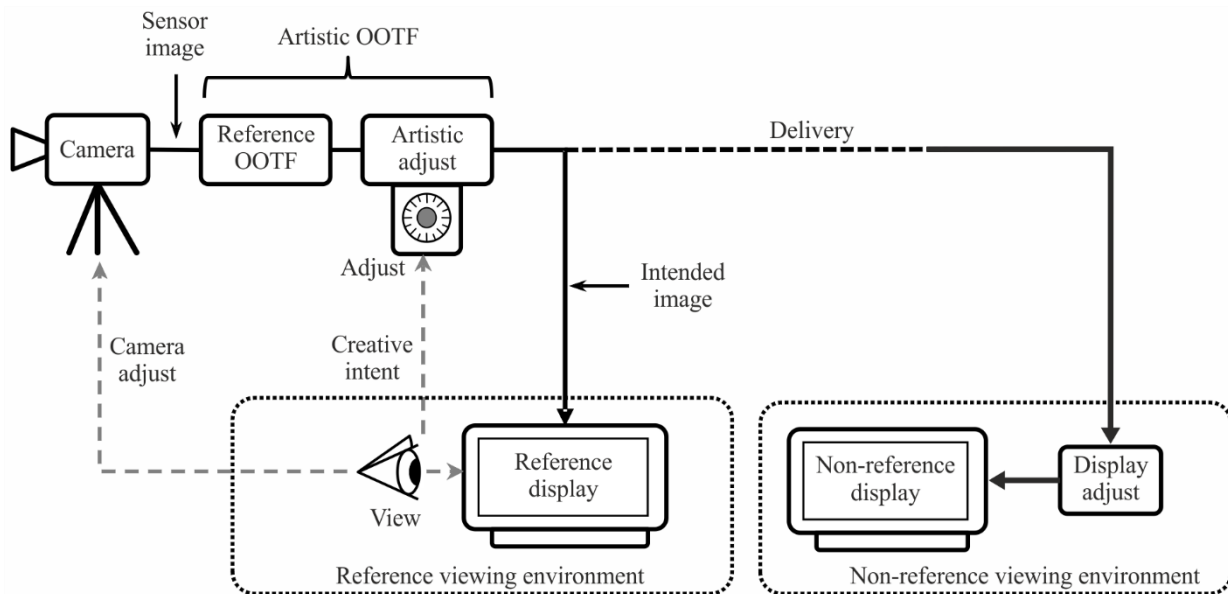 Sensor
image
Artistic OOTF
Camera
Reference
OOTF
Artistic
adjust
Delivery
Adjust
Intended
image
Camera
adjust
Creative
intent
Reference
display
View
Non-reference
display
Display
adjust
Reference viewing environment
Non-reference viewing environment